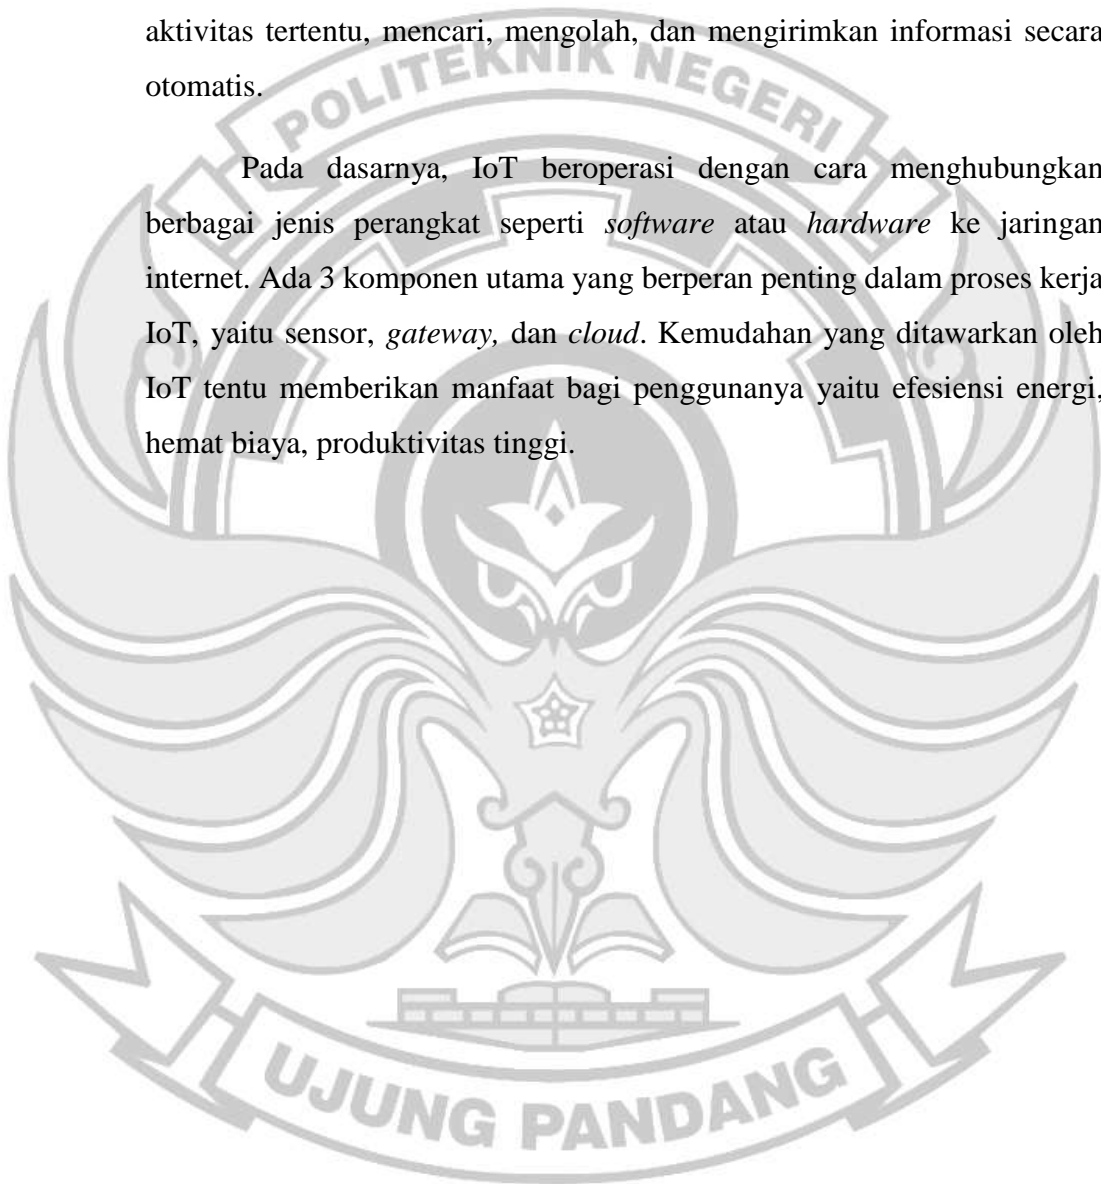 aktivitas tertentu, mencari, mengolah, dan mengirimkan informasi secara
otomatis.
POLITEKNIK NEGERI
Pada dasarnya, IoT beroperasi dengan cara menghubungkan
berbagai jenis perangkat seperti software atau hardware ke jaringan
internet. Ada 3 komponen utama yang berperan penting dalam proses kerja
IoT, yaitu sensor, gateway, dan cloud. Kemudahan yang ditawarkan oleh
IoT tentu memberikan manfaat bagi penggunanya yaitu efesiensi energi,
hemat biaya, produktivitas tinggi.
UJUNG PANDANG